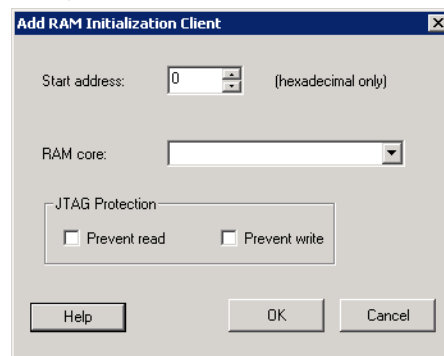 Add RAM Initialization Client
Start address: 0 (hexadecimal only)
RAM core:
JTAG Protection
Prevent read Prevent write
Help OK Cancel